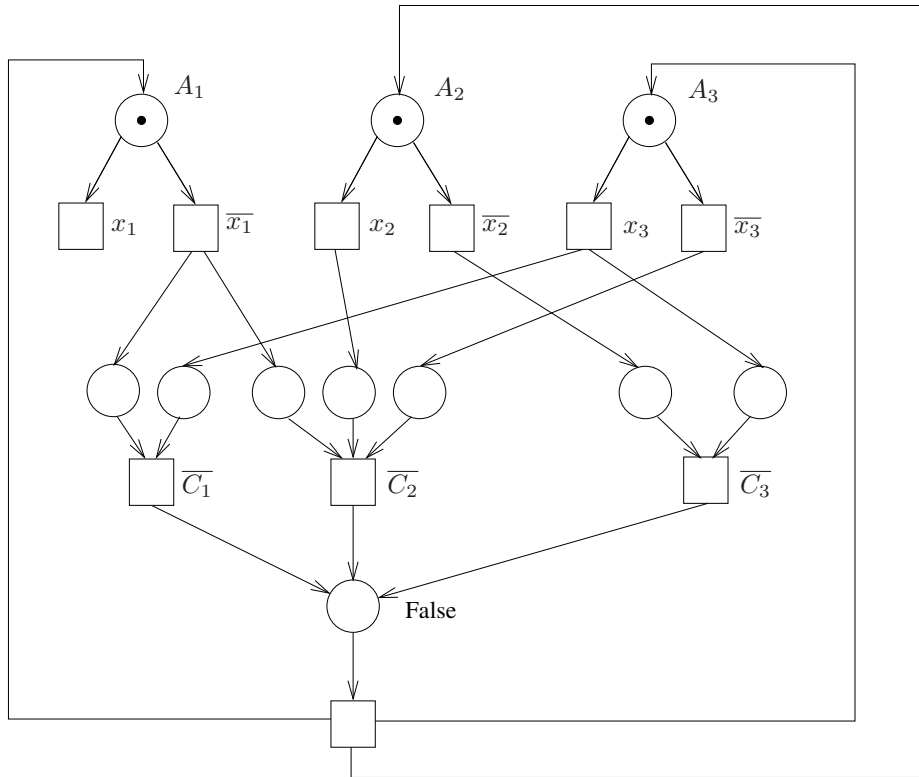 A₁
A₂
A₃
x₁
x̅₁
x₂
x̅₂
x₃
x̅₃
C̅₁
C̅₂
C̅₃
False